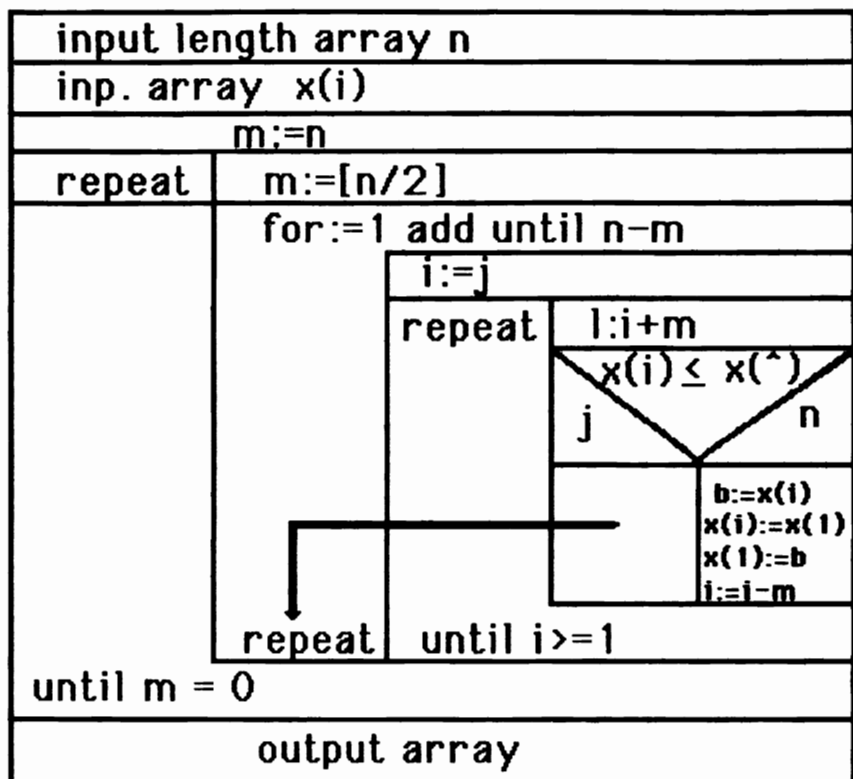 input length array n
inp. array x(i)
m:=n
repeat m:=[n/2]
for:=1 add until n-m
i:=j
repeat l:i+m
x(i) ≤ x(^)
j n
b:=x(i)
x(i):=x(1)
x(1):=b
i:=i-m
repeat until i>=1
until m = 0
output array